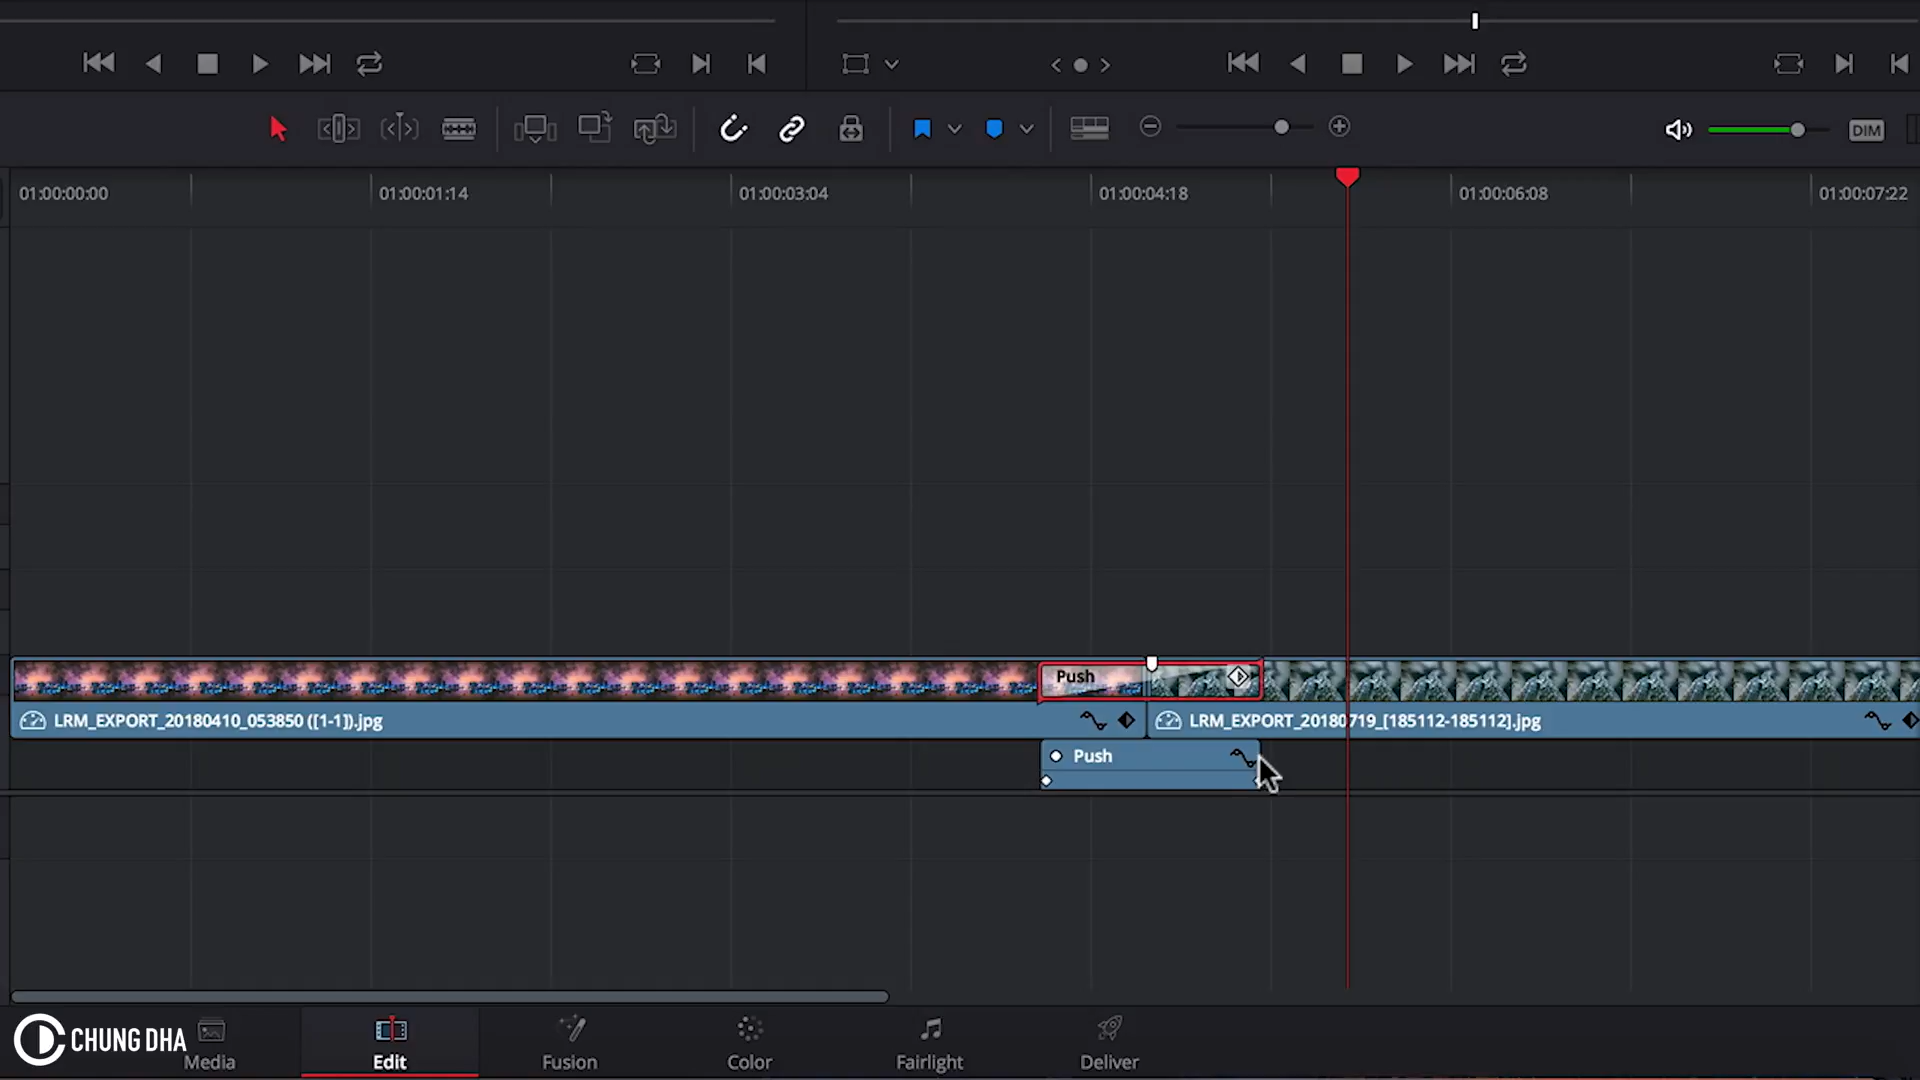 DIM
01:00:00:00 01:00:01:14 01:00:03:04 01:00:04:18 01:00:06:08 01:00:07:22
Push
LRM_EXPORT_20180410_053850 ([1-1]).jpg LRM_EXPORT_20180719_[185112-185112].jpg
Push
CHUNG DHA
Media Edit Fusion Color Fairlight Deliver